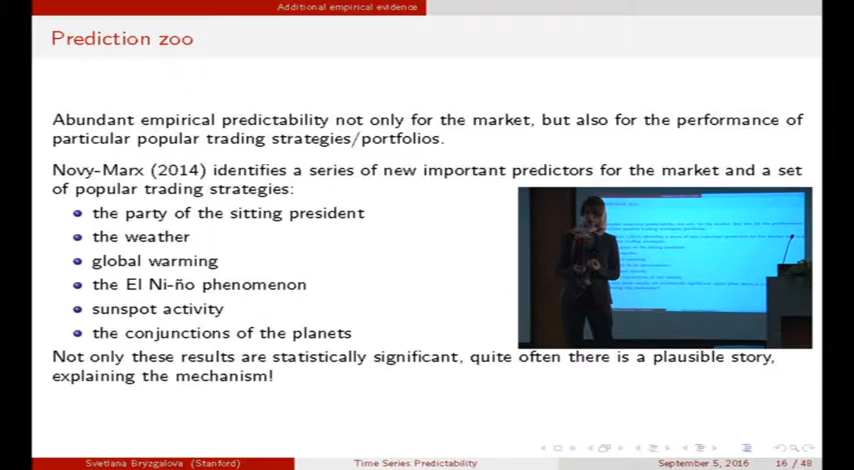 Additional empirical evidence
Prediction zoo
Abundant empirical predictability not only for the market, but also for the performance of
particular popular trading strategies/portfolios.
Novy-Marx (2014) identifies a series of new important predictors for the market and a set
of popular trading strategies:
the party of the sitting president
the weather
global warming
the El Ni-ño phenomenon
sunspot activity
the conjunctions of the planets
Not only these results are statistically significant, quite often there is a plausible story,
explaining the mechanism!
Svetlana Bryzgalova (Stanford) Time Series Predictability September 5, 2016 16 / 48